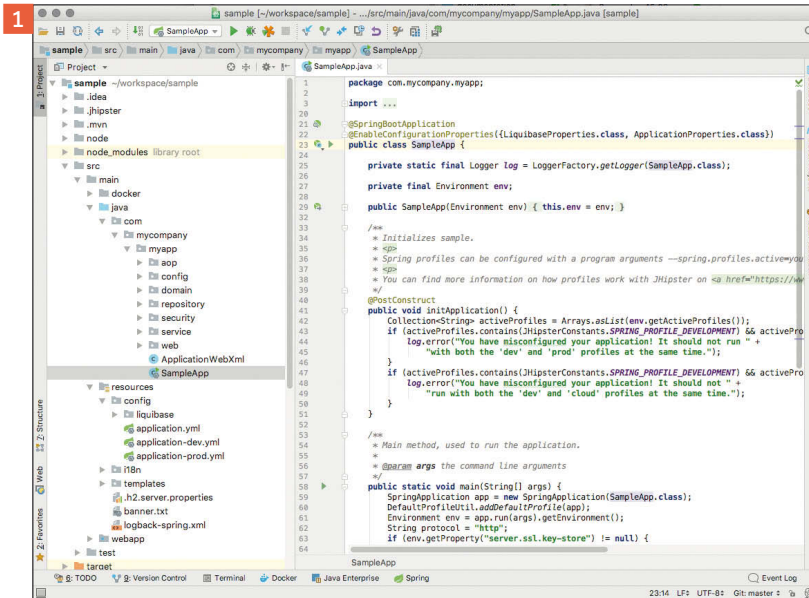 1
sample [~/workspace/sample] - .../src/main/java/com/mycompany/myapp/SampleApp.java [sample]
SampleApp
sample src main java com mycompany myapp SampleApp
1: Project
Project
sample ~/workspace/sample
.idea
.jhipster
.mvn
node
node_modules library root
src
main
docker
java
com
mycompany
myapp
aop
config
domain
repository
security
service
web
ApplicationWebXml
SampleApp
resources
config
liquibase
application.yml
application-dev.yml
application-prod.yml
i18n
templates
.h2.server.properties
banner.txt
logback-spring.xml
webapp
test
target
Z: Structure
Web
2: Favorites
SampleApp.java
1 package com.mycompany.myapp;
2
3 import ...
20
21 @SpringBootApplication
22 @EnableConfigurationProperties({LiquibaseProperties.class, ApplicationProperties.class})
23 public class SampleApp {
24
25 private static final Logger log = LoggerFactory.getLogger(SampleApp.class);
26
27 private final Environment env;
28
29 public SampleApp(Environment env) { this.env = env; }
32
33 /**
34 * Initializes sample.
35 * <p>
36 * Spring profiles can be configured with a program arguments --spring.profiles.active=you
37 * <p>
38 * You can find more information on how profiles work with JHipster on <a href="https://ww
39 */
40 @PostConstruct
41 public void initApplication() {
42 Collection<String> activeProfiles = Arrays.asList(env.getActiveProfiles());
43 if (activeProfiles.contains(JHipsterConstants.SPRING_PROFILE_DEVELOPMENT) && activePro
44 log.error("You have misconfigured your application! It should not run " +
45 "with both the 'dev' and 'prod' profiles at the same time.");
46 }
47 if (activeProfiles.contains(JHipsterConstants.SPRING_PROFILE_DEVELOPMENT) && activePro
48 log.error("You have misconfigured your application! It should not " +
49 "run with both the 'dev' and 'cloud' profiles at the same time.");
50 }
51 }
52
53 /**
54 * Main method, used to run the application.
55 *
56 * @param args the command line arguments
57 */
58 public static void main(String[] args) {
59 SpringApplication app = new SpringApplication(SampleApp.class);
60 DefaultProfileUtil.addDefaultProfile(app);
61 Environment env = app.run(args).getEnvironment();
62 String protocol = "http";
63 if (env.getProperty("server.ssl.key-store") != null) {
64
SampleApp
6: TODO 9: Version Control Terminal Docker Java Enterprise Spring Event Log
23:14 LF÷ UTF-8÷ Git: master ÷